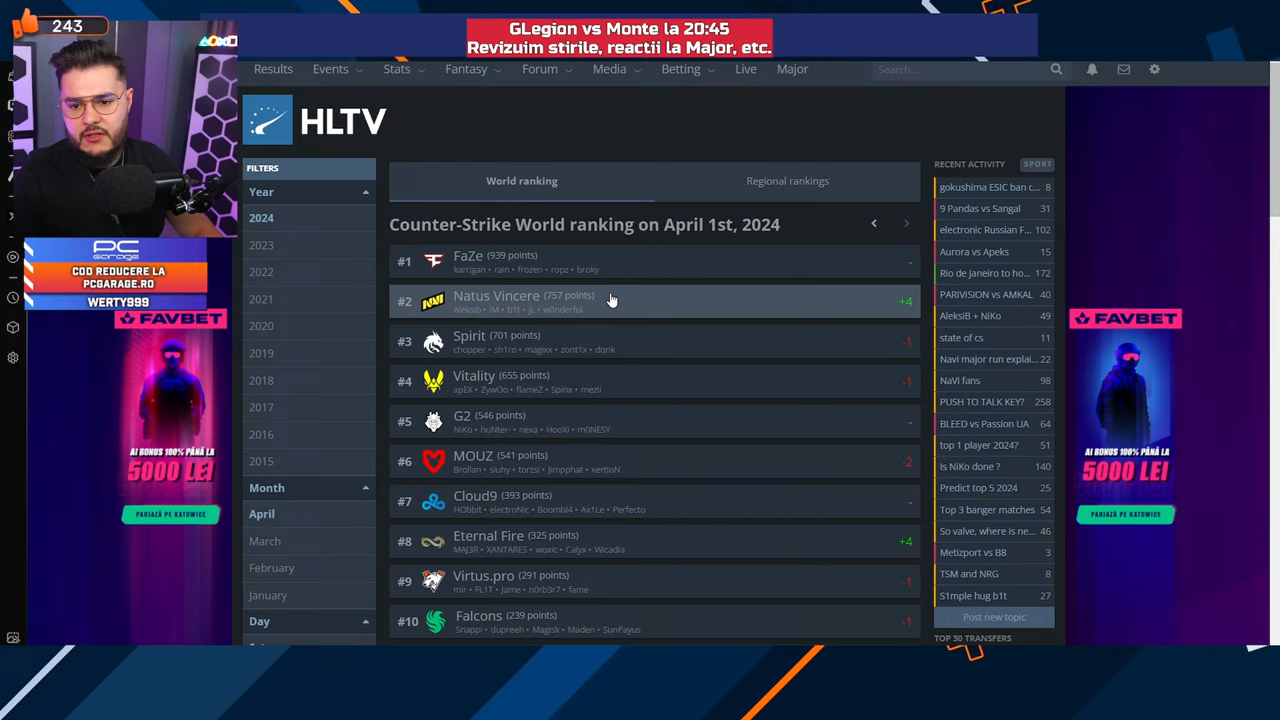 243
GLegion vs Monte la 20:45
Revizuim stirile, reactii la Major, etc.
Results
Events
Stats
Fantasy
Forum
Media
Betting
Live
Major
Search...
HLTV
FILTERS
Year
2024
2023
2022
2021
2020
2019
2018
2017
2016
2015
Month
April
March
February
January
Day
World ranking
Regional rankings
Counter-Strike World ranking on April 1st, 2024
#1 FaZe (939 points) -
karrigan • rain • frozen • ropz • broky
#2 Natus Vincere (757 points) +4
Aleksib • iM • b1t • jL • w0nderful
#3 Spirit (701 points) -1
chopper • sh1ro • magixx • zont1x • donk
#4 Vitality (655 points) -1
apEX • ZywOo • flameZ • Spinx • mezii
#5 G2 (546 points) -
NiKo • huNter- • nexa • HooXi • m0NESY
#6 MOUZ (541 points) -2
Brollan • siuhy • torzsi • Jimpphat • xertioN
#7 Cloud9 (393 points) -
HObbit • electroNic • Boombl4 • Ax1Le • Perfecto
#8 Eternal Fire (325 points) +4
MAJ3R • XANTARES • woxic • Calyx • Wicadia
#9 Virtus.pro (291 points) -1
mir • FL1T • Jame • n0rb3r7 • fame
#10 Falcons (239 points) -1
Snappi • dupreeh • Magisk • Maden • SunPayus
RECENT ACTIVITY SPORT
gokushima ESIC ban c... 8
9 Pandas vs Sangal 31
electronic Russian F... 102
Aurora vs Apeks 15
Rio de Janeiro to ho... 172
PARIVISION vs AMKAL 40
AleksiB + NiKo 49
state of cs 11
Navi major run explai... 22
NaVi fans 98
PUSH TO TALK KEY? 258
BLEED vs Passion UA 64
top 1 player 2024? 51
Is NiKo done ? 140
Predict top 5 2024 25
Top 3 banger matches 54
So valve, where is ne... 46
Metizport vs B8 3
TSM and NRG 8
S1mple hug b1t 27
Post new topic
TOP 30 TRANSFERS
PC GARAGE
COD REDUCERE LA
PCGARAGE.RO
WERTY999
FAVBET
AI BONUS 100% PÂNĂ LA
5000 LEI
PARIAZĂ PE KATOWICE
FAVBET
AI BONUS 100% PÂNĂ LA
5000 LEI
PARIAZĂ PE KATOWICE